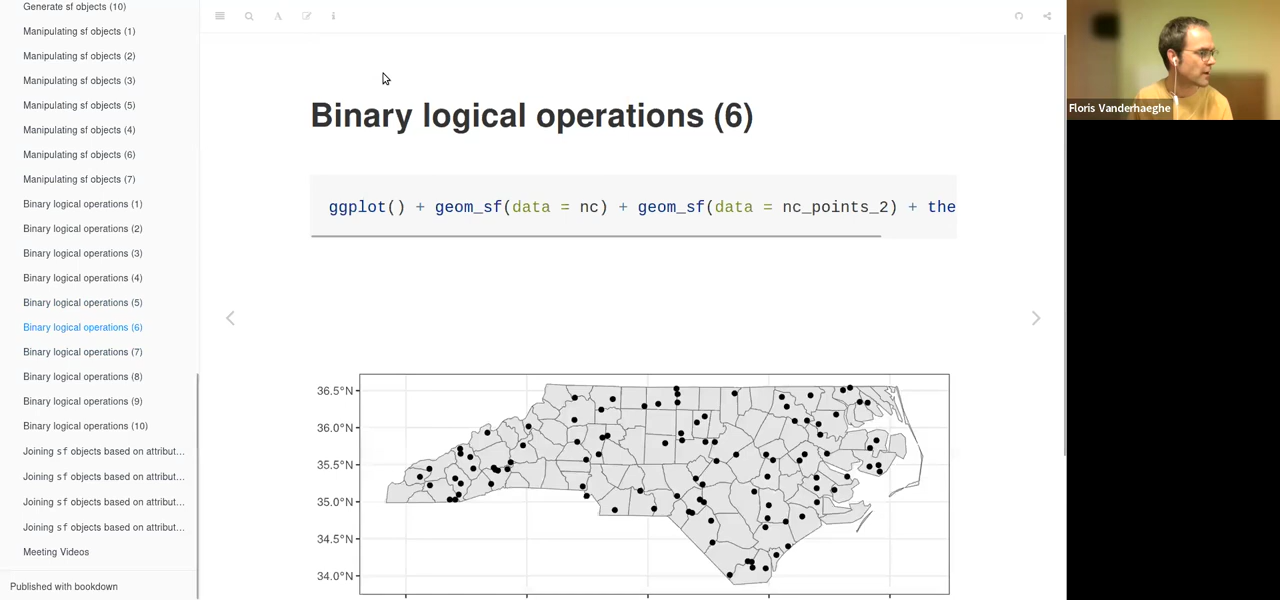 Generate sf objects (10)
Manipulating sf objects (1)
Manipulating sf objects (2)
Manipulating sf objects (3)
Manipulating sf objects (5)
Manipulating sf objects (4)
Manipulating sf objects (6)
Manipulating sf objects (7)
Binary logical operations (1)
Binary logical operations (2)
Binary logical operations (3)
Binary logical operations (4)
Binary logical operations (5)
Binary logical operations (6)
Binary logical operations (7)
Binary logical operations (8)
Binary logical operations (9)
Binary logical operations (10)
Joining sf objects based on attribut...
Joining sf objects based on attribut...
Joining sf objects based on attribut...
Joining sf objects based on attribut...
Meeting Videos
Published with bookdown
A
i
Binary logical operations (6)
ggplot() + geom_sf(data = nc) + geom_sf(data = nc_points_2) + the
36.5°N
36.0°N
35.5°N
35.0°N
34.5°N
34.0°N
Floris Vanderhaeghe